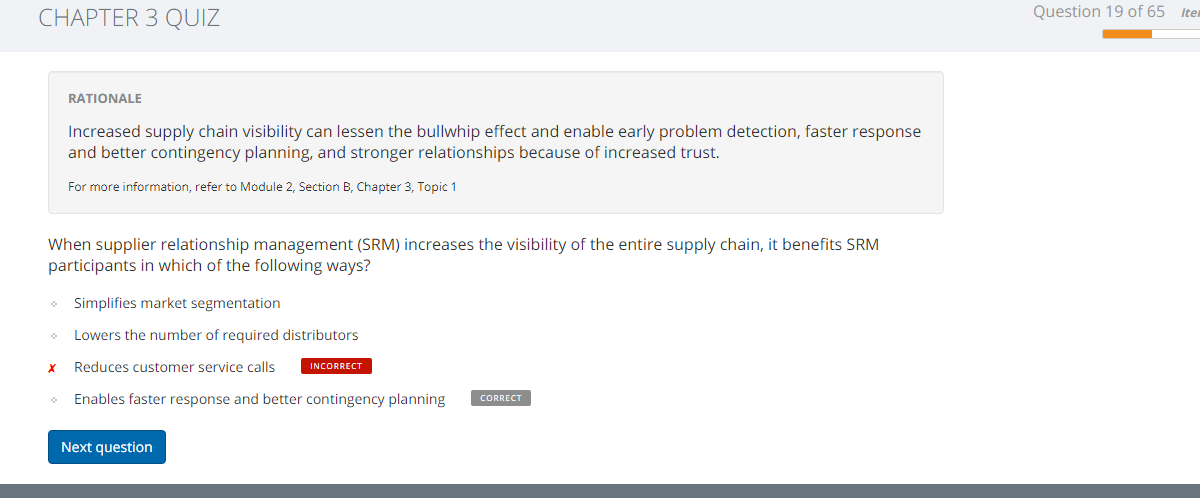 CHAPTER 3 QUIZ
Question 19 of 65
RATIONALE
Increased supply chain visibility can lessen the bullwhip effect and enable early problem detection, faster response
and better contingency planning, and stronger relationships because of increased trust.
For more information, refer to Module 2, Section B, Chapter 3, Topic 1
When supplier relationship management (SRM) increases the visibility of the entire supply chain, it benefits SRM
participants in which of the following ways?
Simplifies market segmentation
Lowers the number of required distributors
✗ Reduces customer service calls INCORRECT
Enables faster response and better contingency planning CORRECT
Next question